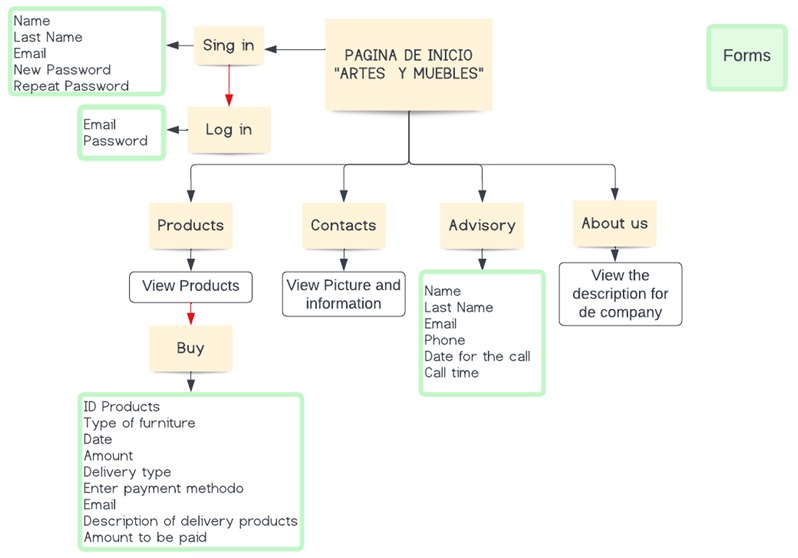 Name
Last Name
Email
New Password
Repeat Password
Sing in
PAGINA DE INICIO
"ARTES Y MUEBLES"
Forms
Email
Password
Log in
Products
Contacts
Advisory
About us
View Products
View Picture and
information
Name
Last Name
Email
Phone
Date for the call
Call time
View the
description for
de company
Buy
ID Products
Type of furniture
Date
Amount
Delivery type
Enter payment methodo
Email
Description of delivery products
Amount to be paid